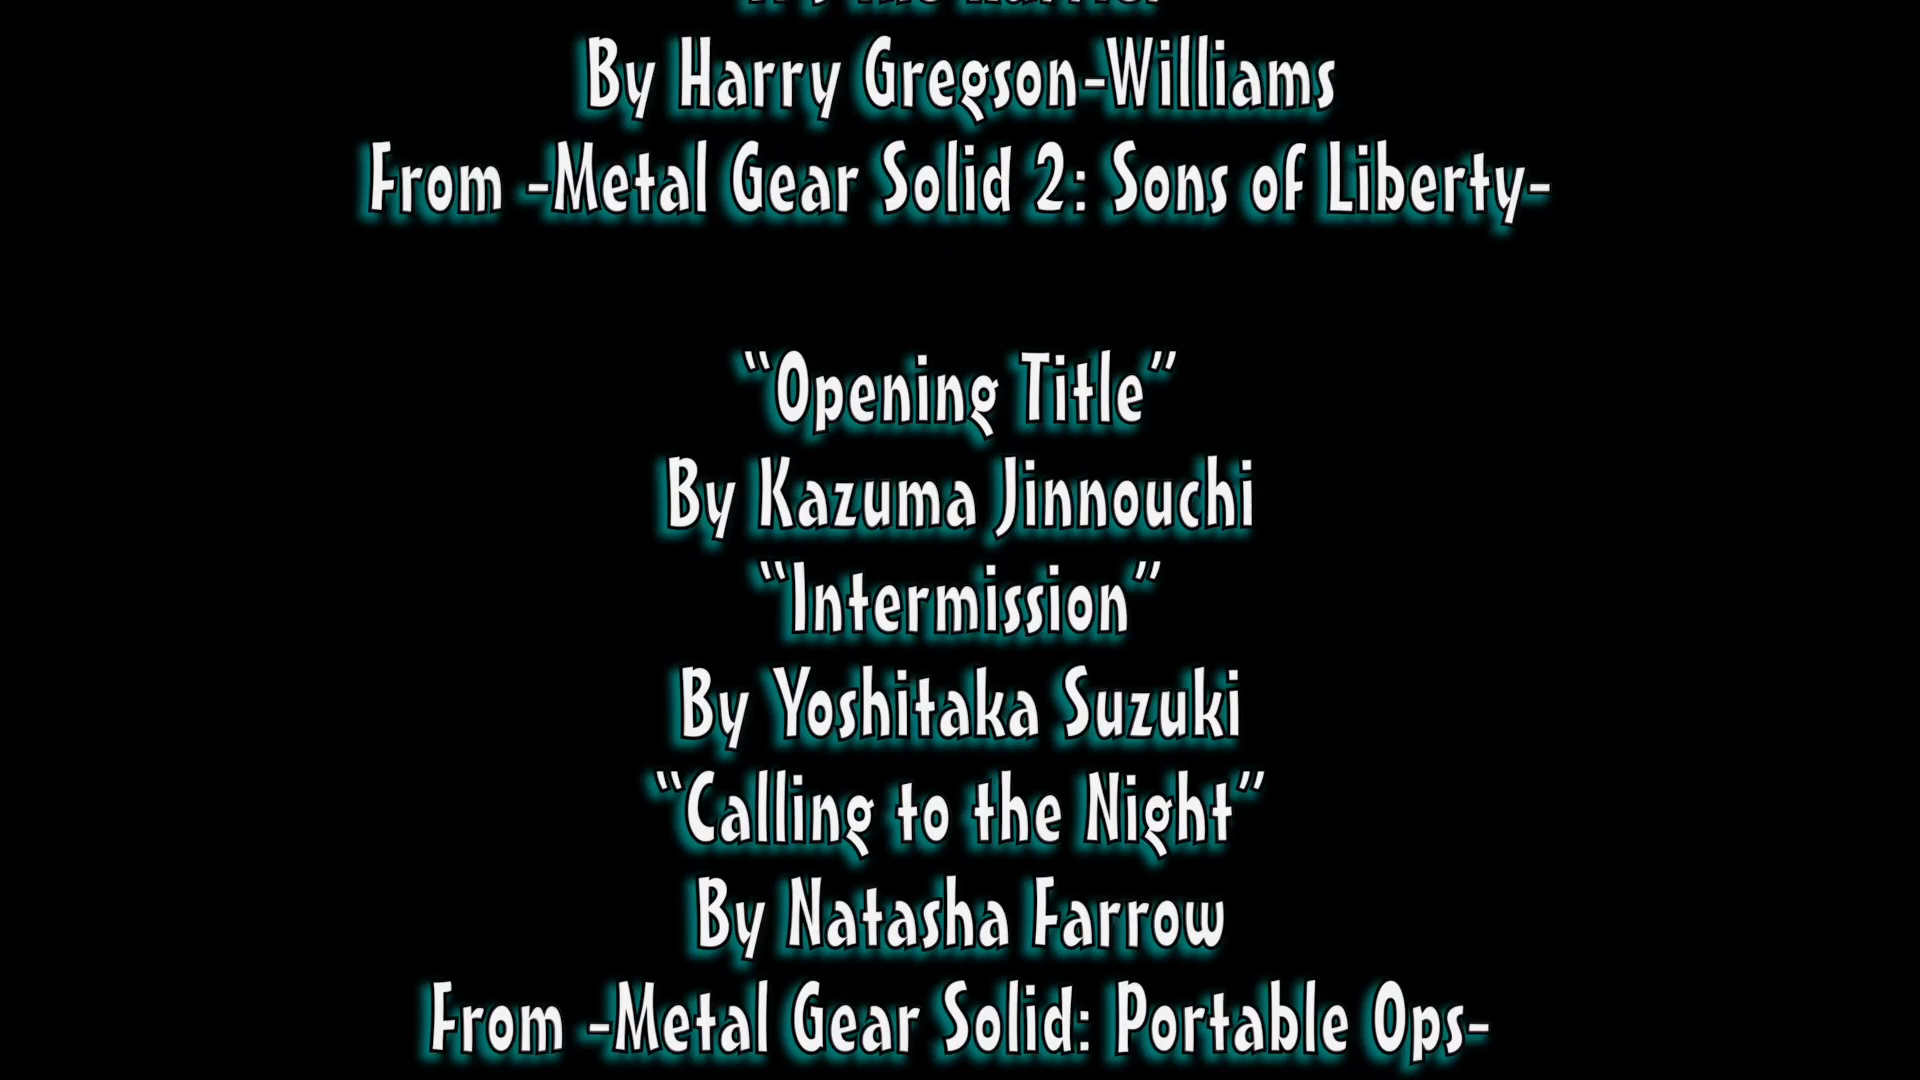 By Harry Gregson-Williams
From -Metal Gear Solid 2: Sons of Liberty-
“Opening Title”
By Kazuma Jinnouchi
“Intermission”
By Yoshitaka Suzuki
“Calling to the Night”
By Natasha Farrow
From -Metal Gear Solid: Portable Ops-